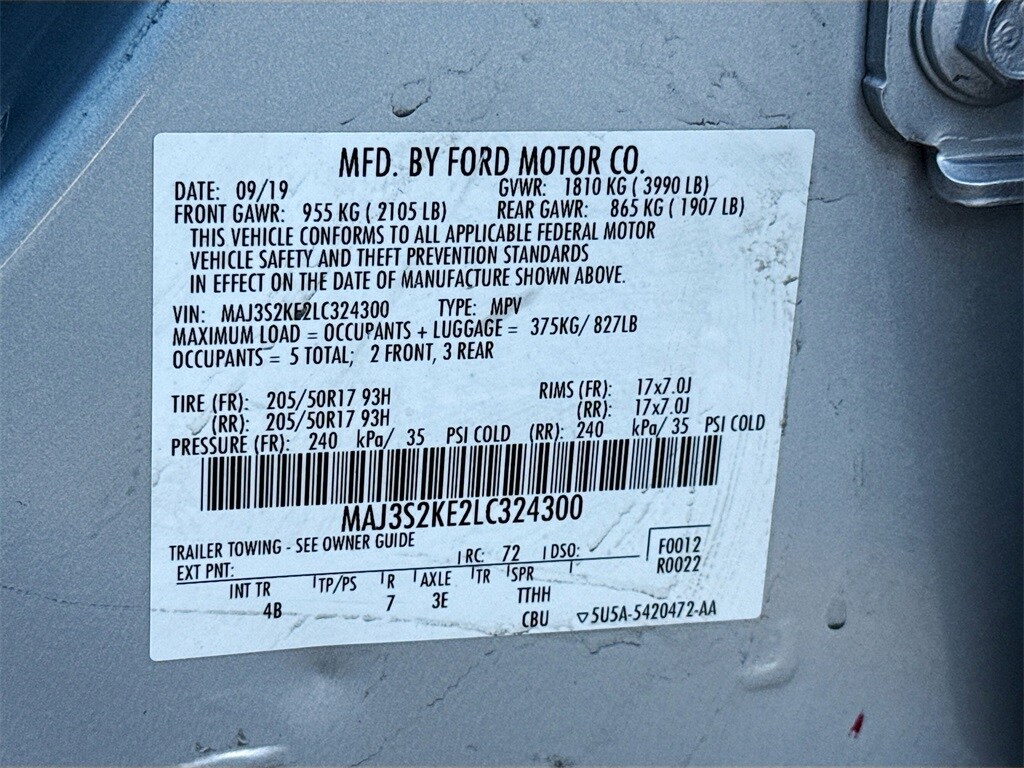 MFD. BY FORD MOTOR CO.
DATE: 09/19 GVWR: 1810 KG ( 3990 LB)
FRONT GAWR: 955 KG ( 2105 LB) REAR GAWR: 865 KG ( 1907 LB)
THIS VEHICLE CONFORMS TO ALL APPLICABLE FEDERAL MOTOR
VEHICLE SAFETY AND THEFT PREVENTION STANDARDS
IN EFFECT ON THE DATE OF MANUFACTURE SHOWN ABOVE.
VIN: MAJ3S2KE2LC324300 TYPE: MPV
MAXIMUM LOAD = OCCUPANTS + LUGGAGE = 375KG/ 827LB
OCCUPANTS = 5 TOTAL; 2 FRONT, 3 REAR
TIRE (FR): 205/50R17 93H RIMS (FR): 17x7.0J
(RR): 205/50R17 93H (RR): 17x7.0J
PRESSURE (FR): 240 kPa/ 35 PSI COLD (RR): 240 kPa/ 35 PSI COLD
MAJ3S2KE2LC324300
TRAILER TOWING - SEE OWNER GUIDE
EXT PNT: RC: 72 DSO: F0012
R0022
INT TR TP/PS R AXLE TR SPR
4B 7 3E TTHH
CBU ▽5U5A-5420472-AA